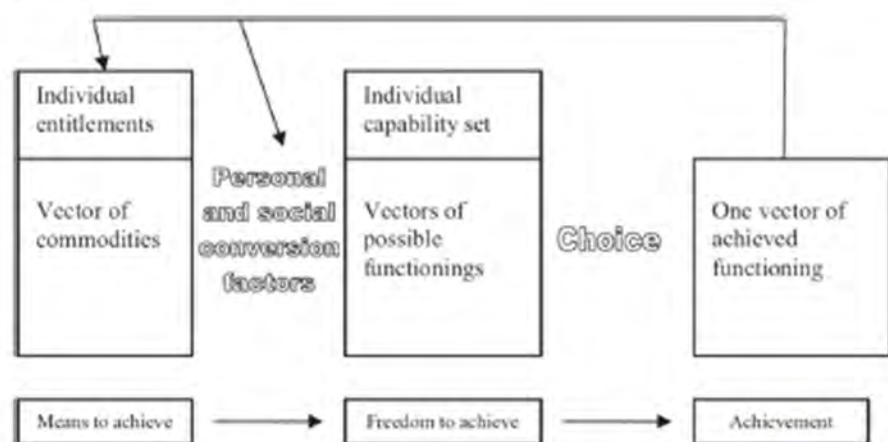 Individual
entitlements
Vector of
commodities
Personal
and social
conversion
factors
Individual
capability set
Vectors of
possible
functionings
Choice
One vector of
achieved
functioning
Means to achieve
Freedom to achieve
Achievement